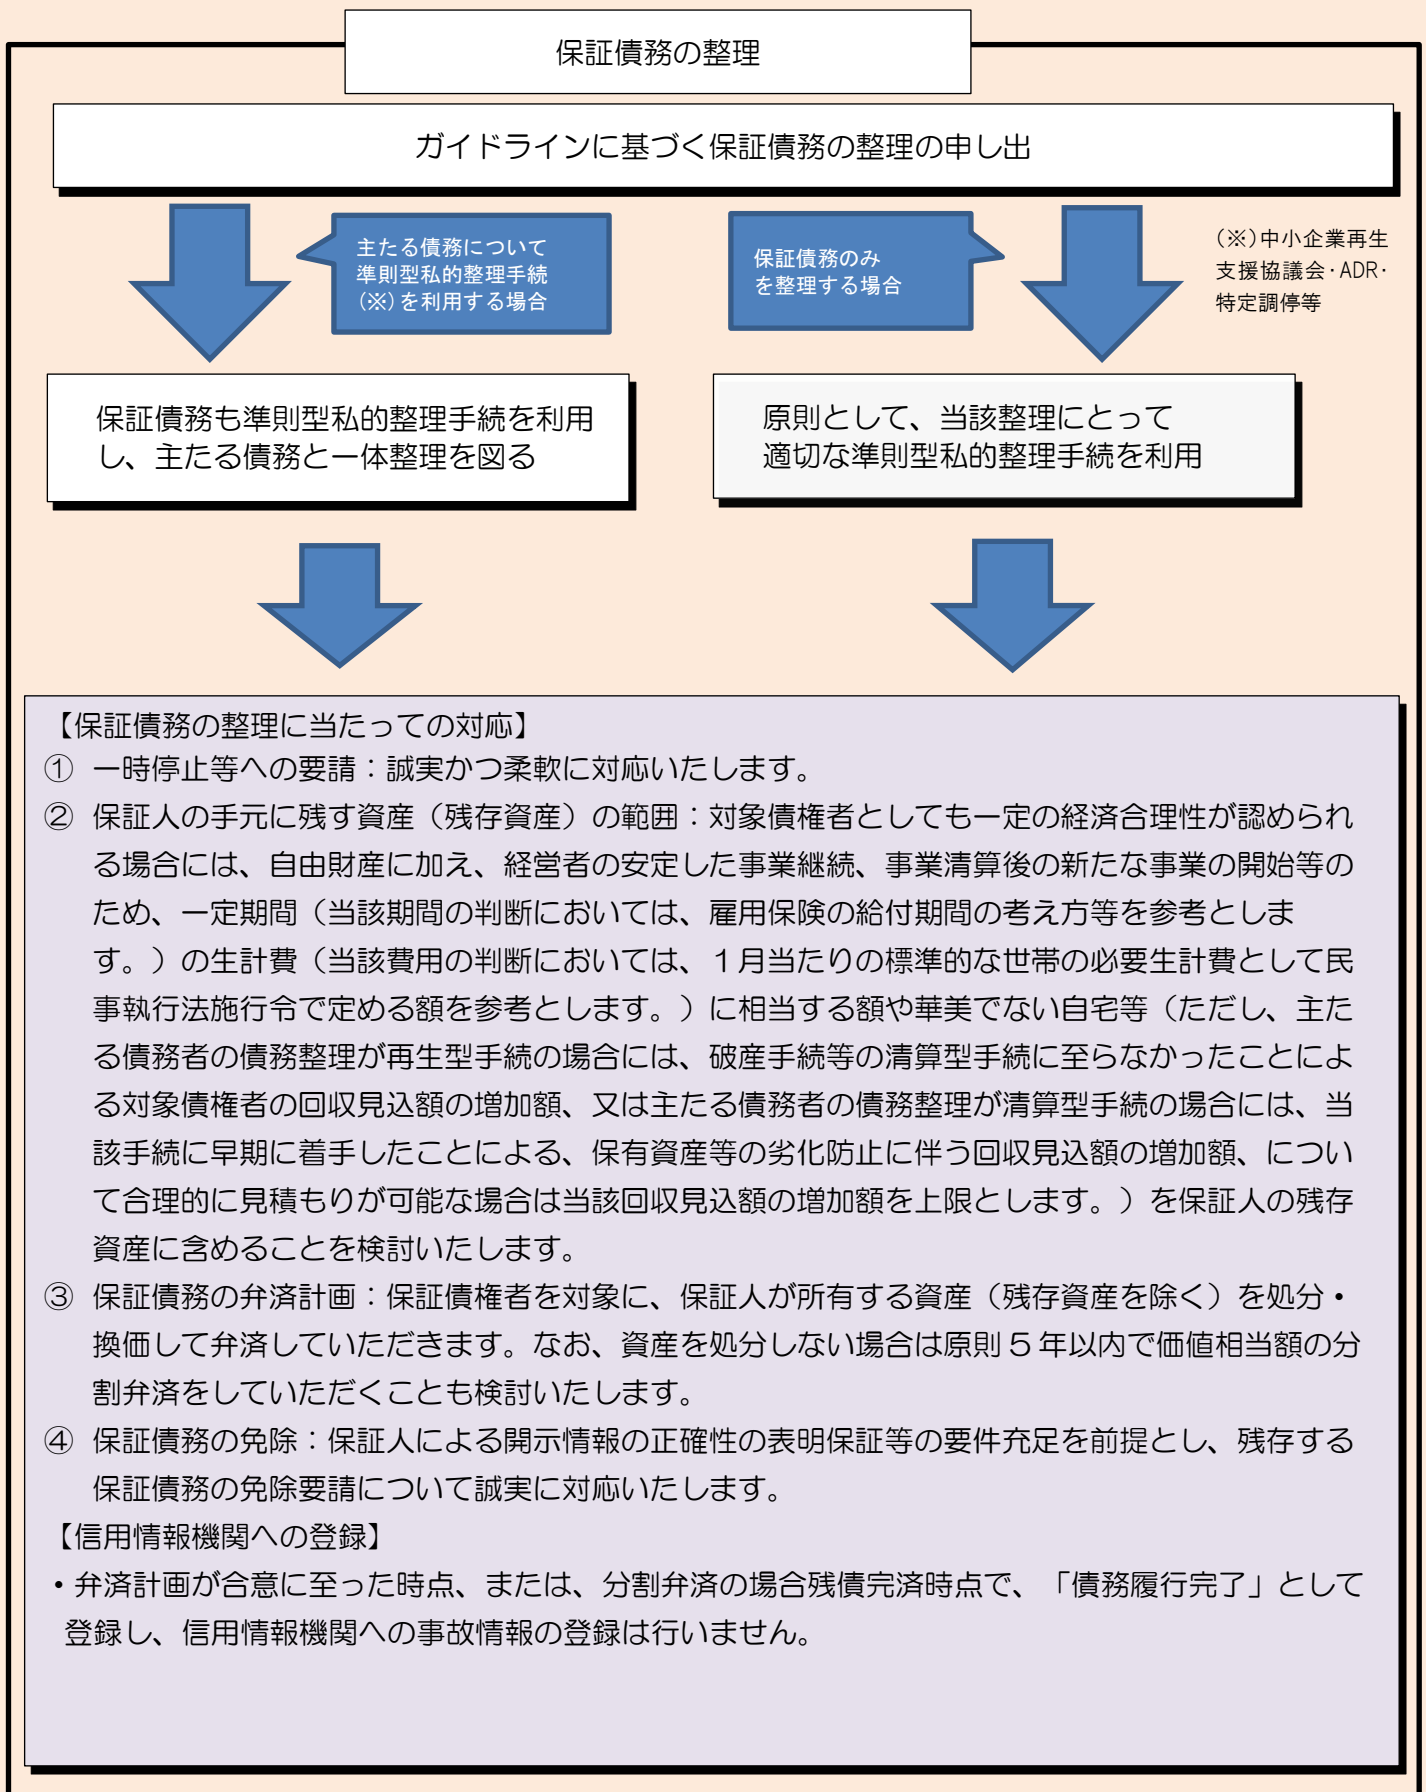 保証債務の整理
ガイドラインに基づく保証債務の整理の申し出
主たる債務について
準則型私的整理手続
(※)を利用する場合
保証債務のみ
を整理する場合
(※)中小企業再生
支援協議会・ADR・
特定調停等
保証債務も準則型私的整理手続を利用
し、主たる債務と一体整理を図る
原則として、当該整理にとって
適切な準則型私的整理手続を利用
【保証債務の整理に当たっての対応】
① 一時停止等への要請：誠実かつ柔軟に対応いたします。
② 保証人の手元に残す資産（残存資産）の範囲：対象債権者としても一定の経済合理性が認められ
る場合には、自由財産に加え、経営者の安定した事業継続、事業清算後の新たな事業の開始等の
ため、一定期間（当該期間の判断においては、雇用保険の給付期間の考え方等を参考としま
す。）の生計費（当該費用の判断においては、１月当たりの標準的な世帯の必要生計費として民
事執行法施行令で定める額を参考とします。）に相当する額や華美でない自宅等（ただし、主た
る債務者の債務整理が再生型手続の場合には、破産手続等の清算型手続に至らなかったことによ
る対象債権者の回収見込額の増加額、又は主たる債務者の債務整理が清算型手続の場合には、当
該手続に早期に着手したことによる、保有資産等の劣化防止に伴う回収見込額の増加額、につい
て合理的に見積もりが可能な場合は当該回収見込額の増加額を上限とします。）を保証人の残存
資産に含めることを検討いたします。
③ 保証債務の弁済計画：保証債権者を対象に、保証人が所有する資産（残存資産を除く）を処分・
換価して弁済していただきます。なお、資産を処分しない場合は原則５年以内で価値相当額の分
割弁済をしていただくことも検討いたします。
④ 保証債務の免除：保証人による開示情報の正確性の表明保証等の要件充足を前提とし、残存する
保証債務の免除要請について誠実に対応いたします。
【信用情報機関への登録】
・弁済計画が合意に至った時点、または、分割弁済の場合残債完済時点で、「債務履行完了」として
登録し、信用情報機関への事故情報の登録は行いません。